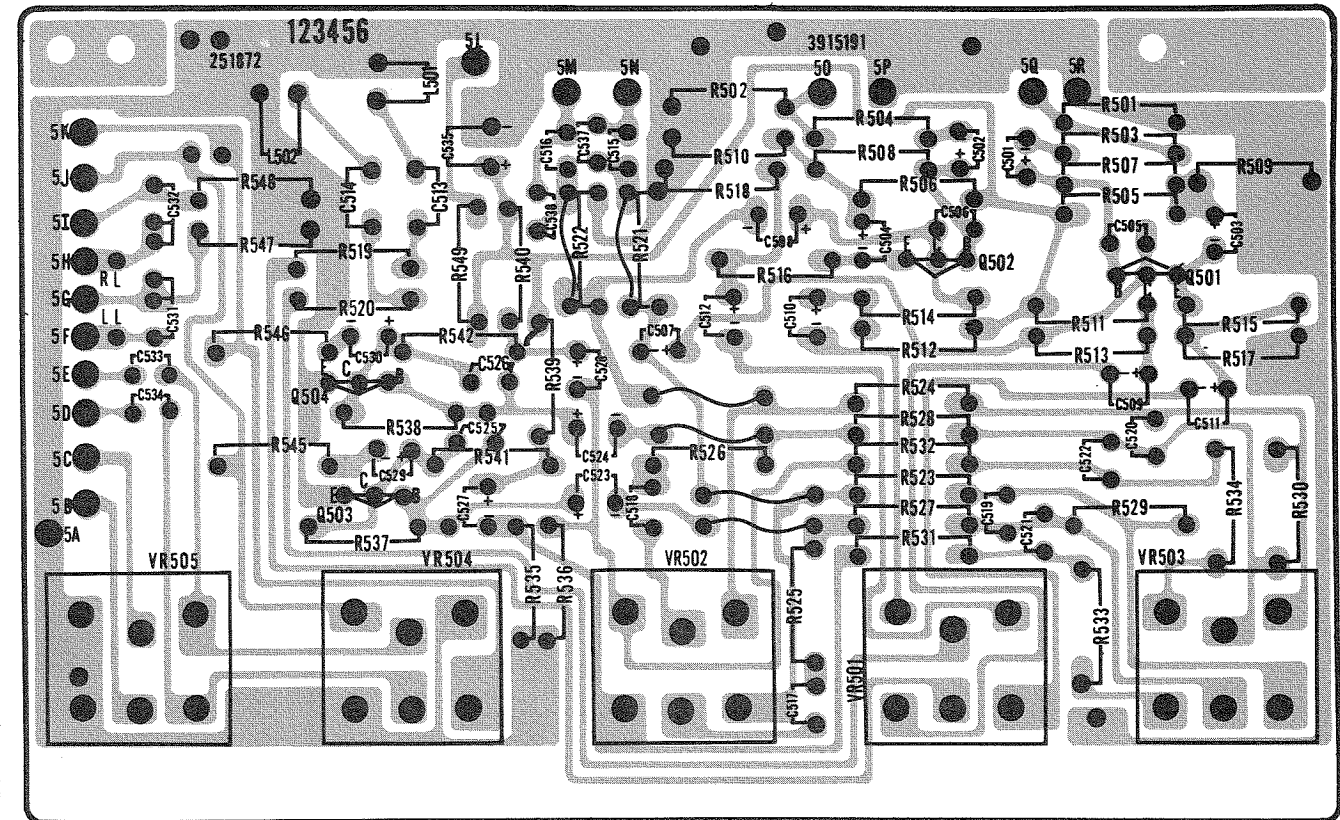 123456
5L
251872
3915191
5M
5N
5O
5P
5Q
5R
L501
R502
R501
R504
R503
5K
L502
C535
-
+
C516
C537
C515
R510
R508
C502
+
C501
+
R507
R509
5J
R548
C514
C513
R518
R506
R505
C532
5I
R547
R519
R549
R540
C538
R522
R521
-
C508
+
C504
+
-
C506
E
B
Q502
C505
C503
+
-
5H
R L
R516
Q501
5G
R520
C512
+
-
C510
+
-
R514
R511
R515
L L
5F
C531
R546
-
C530
+
R542
C507
-
+
R512
R513
R517
C533
5E
E
C
B
C526
R539
C528
C509
-
+
C534
Q504
R524
-
+
C511
5D
R538
C525
+
-
C524
R528
C520
R545
-
+
C529
R541
R526
R532
C522
5C
C
C523
R523
R534
R530
E
B
C527
+
-
+
-
C518
R527
C519
C521
R529
5B
Q503
5A
R537
R531
VR505
VR504
R535
R536
VR502
R525
VR503
R533
VR501
C517